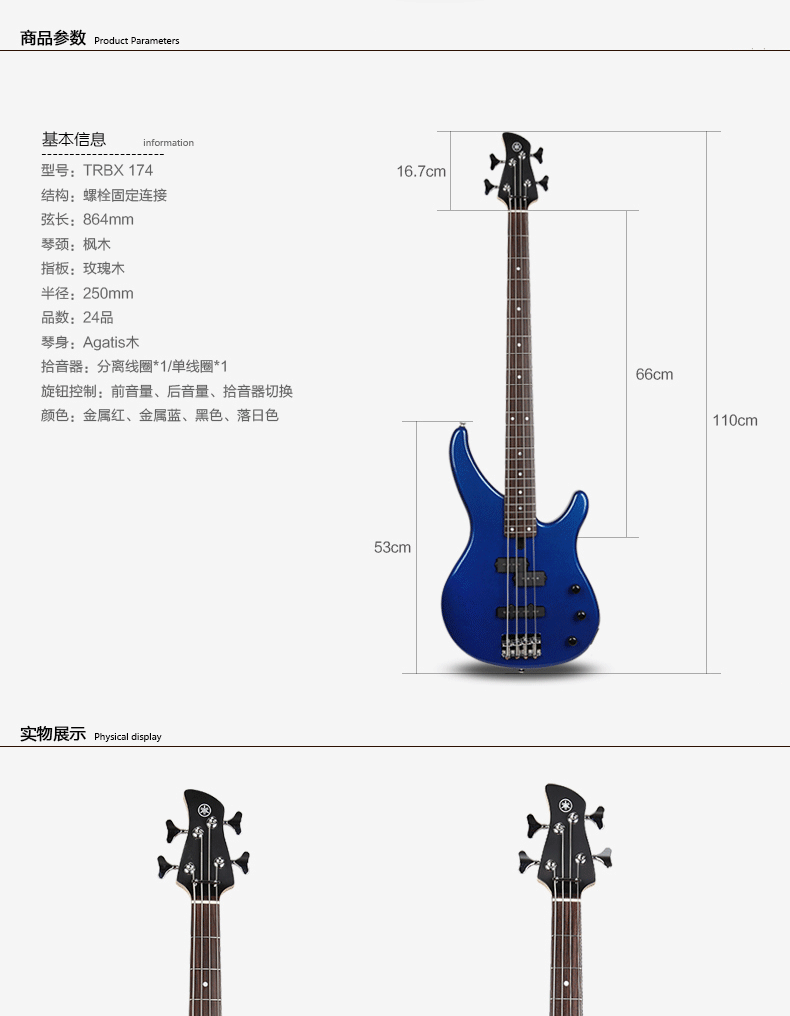 商品参数 Product Parameters
基本信息 information
型号：TRBX 174
结构：螺栓固定连接
弦长：864mm
琴颈：枫木
指板：玫瑰木
半径：250mm
品数：24品
琴身：Agatis木
拾音器：分离线圈*1/单线圈*1
旋钮控制：前音量、后音量、拾音器切换
颜色：金属红、金属蓝、黑色、落日色
16.7cm
66cm
110cm
53cm
实物展示 Physical display